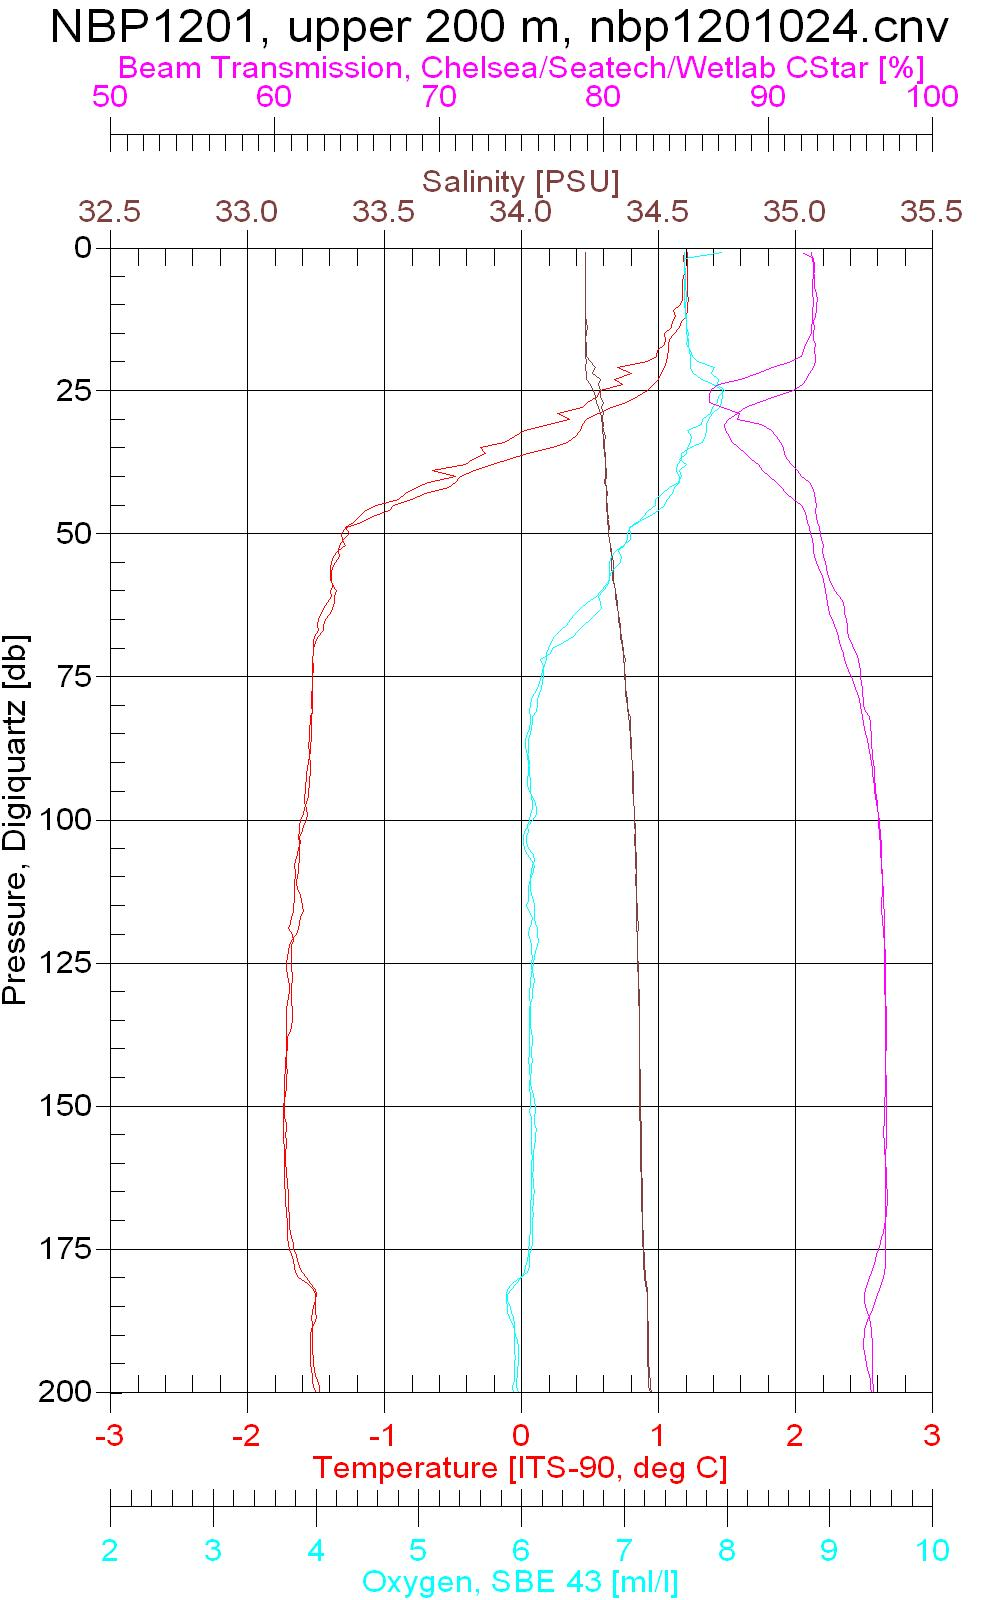 NBP1201, upper 200 m, nbp1201024.cnv
Beam Transmission, Chelsea/Seatech/Wetlab CStar [%]
50 60 70 80 90 100
Salinity [PSU]
32.5 33.0 33.5 34.0 34.5 35.0 35.5
0
25
50
75
100
125
150
175
200
Pressure, Digiquartz [db]
-3 -2 -1 0 1 2 3
Temperature [ITS-90, deg C]
2 3 4 5 6 7 8 9 10
Oxygen, SBE 43 [ml/l]